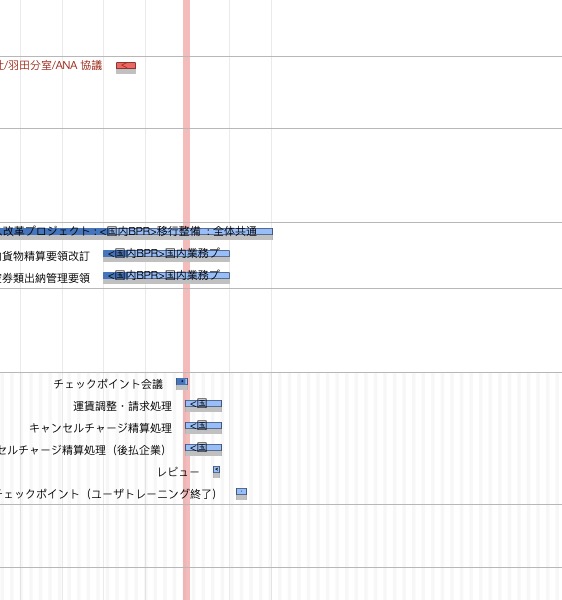 /羽田分室/ANA 協議
改革プロジェクト：<国内BPR>移行整備 ：全体共通
貨物精算要領改訂
<国内BPR>国内業務プ
券類出納管理要領
<国内BPR>国内業務プ
チェックポイント会議
運賃調整・請求処理
<国
キャンセルチャージ精算処理
<国
セルチャージ精算処理（後払企業）
<国
レビュー
チェックポイント（ユーザトレーニング終了）